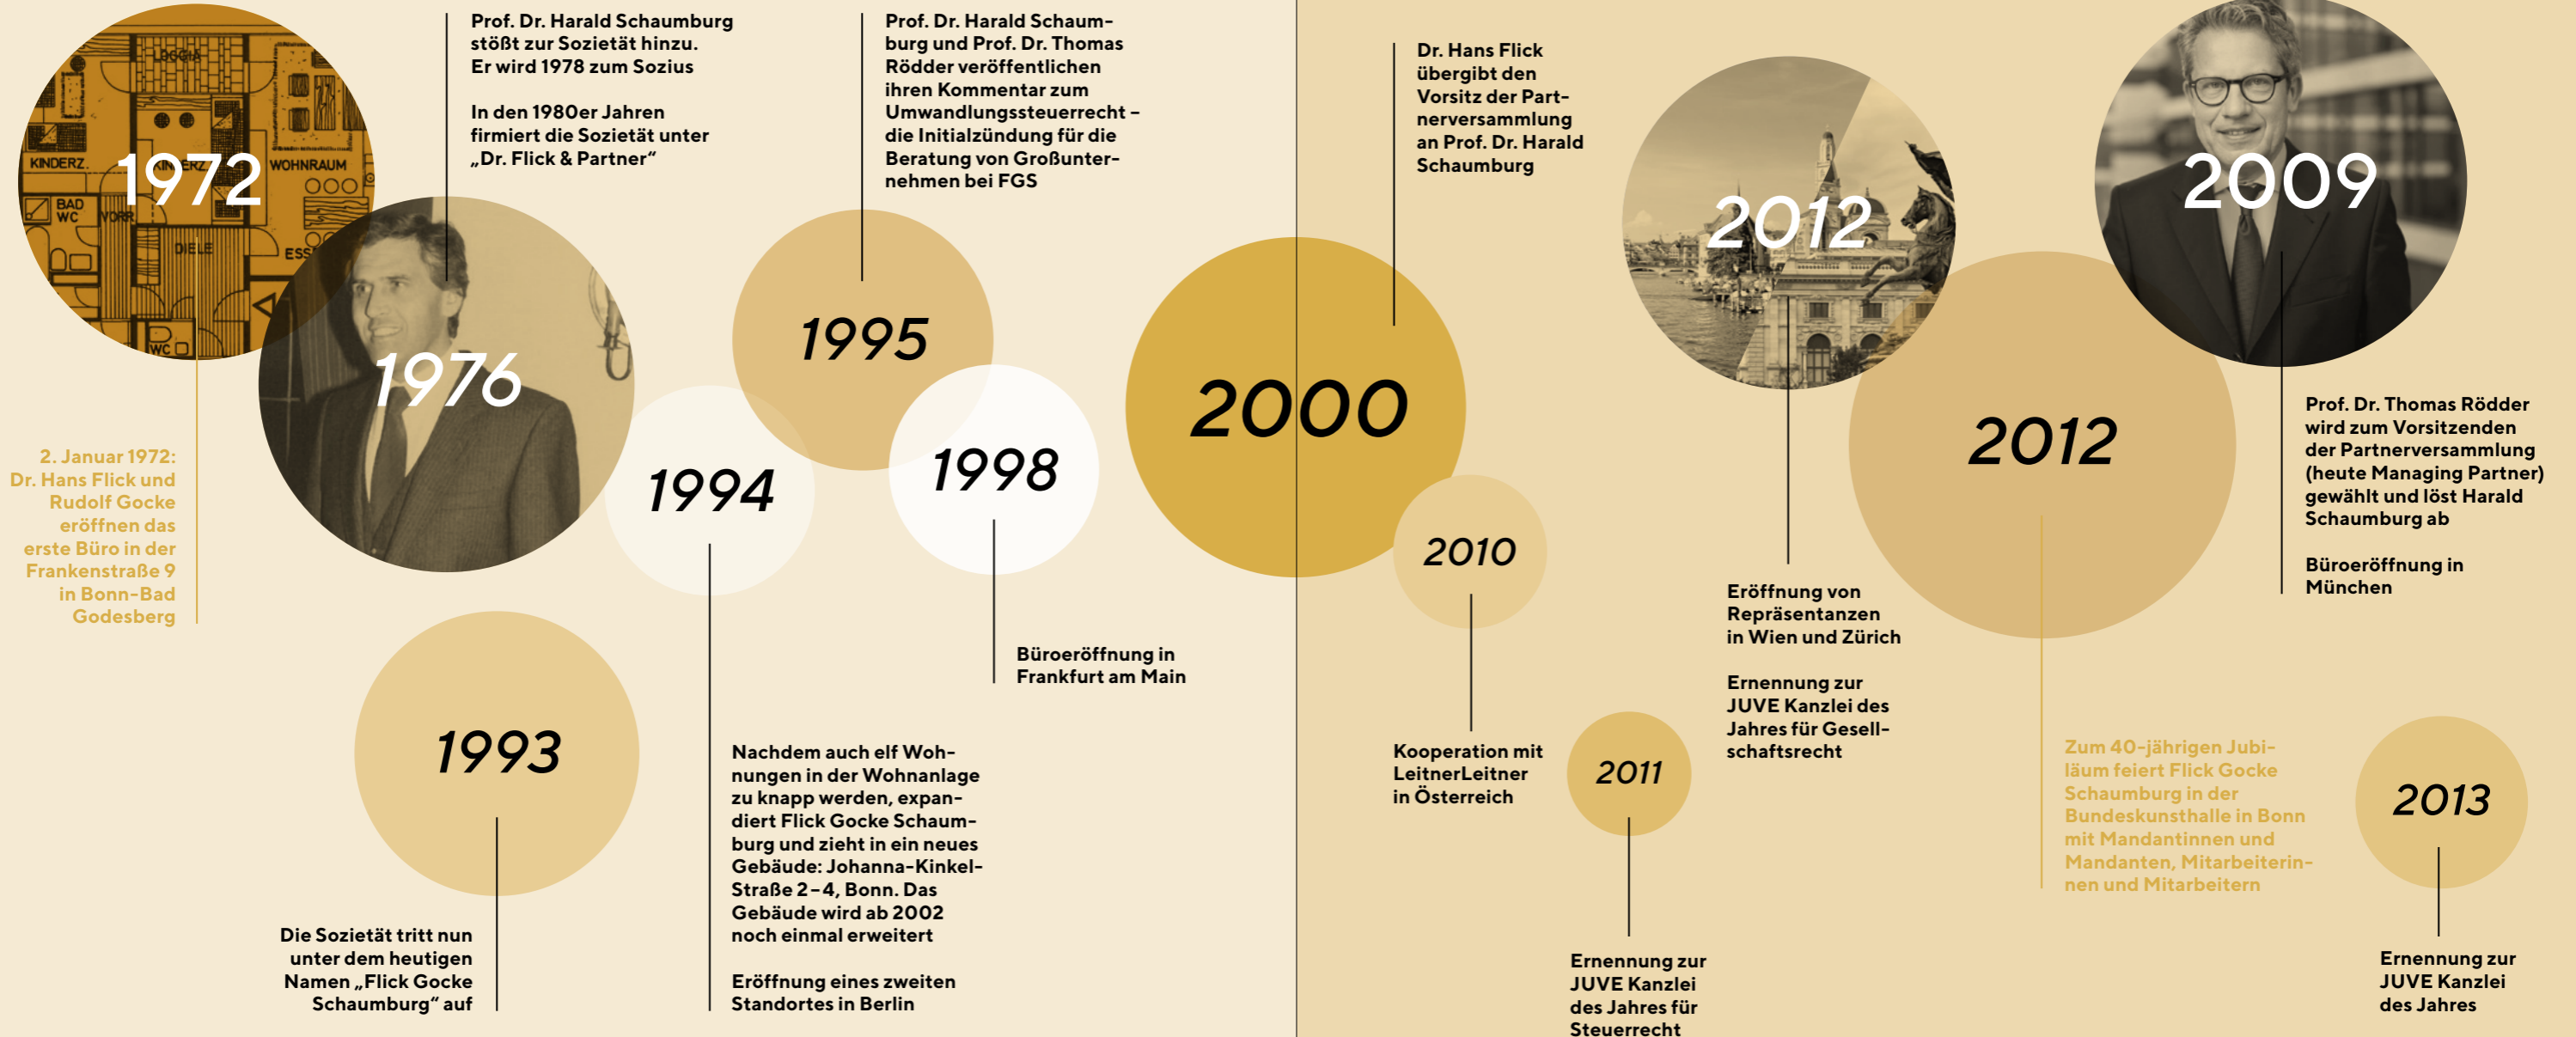 1972
LOGGIA
KINDERZ.
KINDERZ.
WOHNRAUM
BAD
WC
VORR.
DIELE
WC
2. Januar 1972:
Dr. Hans Flick und
Rudolf Gocke
eröffnen das
erste Büro in der
Frankenstraße 9
in Bonn-Bad
Godesberg
1976
Prof. Dr. Harald Schaumburg
stößt zur Sozietät hinzu.
Er wird 1978 zum Sozius
In den 1980er Jahren
firmiert die Sozietät unter
„Dr. Flick & Partner“
1993
Die Sozietät tritt nun
unter dem heutigen
Namen „Flick Gocke
Schaumburg“ auf
1994
Nachdem auch elf Woh-
nungen in der Wohnanlage
zu knapp werden, expan-
diert Flick Gocke Schaum-
burg und zieht in ein neues
Gebäude: Johanna-Kinkel-
Straße 2–4, Bonn. Das
Gebäude wird ab 2002
noch einmal erweitert
Eröffnung eines zweiten
Standortes in Berlin
1995
Prof. Dr. Harald Schaum-
burg und Prof. Dr. Thomas
Rödder veröffentlichen
ihren Kommentar zum
Umwandlungssteuerrecht –
die Initialzündung für die
Beratung von Großunter-
nehmen bei FGS
1998
Büroeröffnung in
Frankfurt am Main
2000
Dr. Hans Flick
übergibt den
Vorsitz der Part-
nerversammlung
an Prof. Dr. Harald
Schaumburg
2010
Kooperation mit
LeitnerLeitner
in Österreich
2011
Ernennung zur
JUVE Kanzlei
des Jahres für
Steuerrecht
2012
Eröffnung von
Repräsentanzen
in Wien und Zürich
Ernennung zur
JUVE Kanzlei des
Jahres für Gesell-
schaftsrecht
2012
Zum 40-jährigen Jubi-
läum feiert Flick Gocke
Schaumburg in der
Bundeskunsthalle in Bonn
mit Mandantinnen und
Mandanten, Mitarbeiterin-
nen und Mitarbeitern
2009
Prof. Dr. Thomas Rödder
wird zum Vorsitzenden
der Partnerversammlung
(heute Managing Partner)
gewählt und löst Harald
Schaumburg ab
Büroeröffnung in
München
2013
Ernennung zur
JUVE Kanzlei
des Jahres